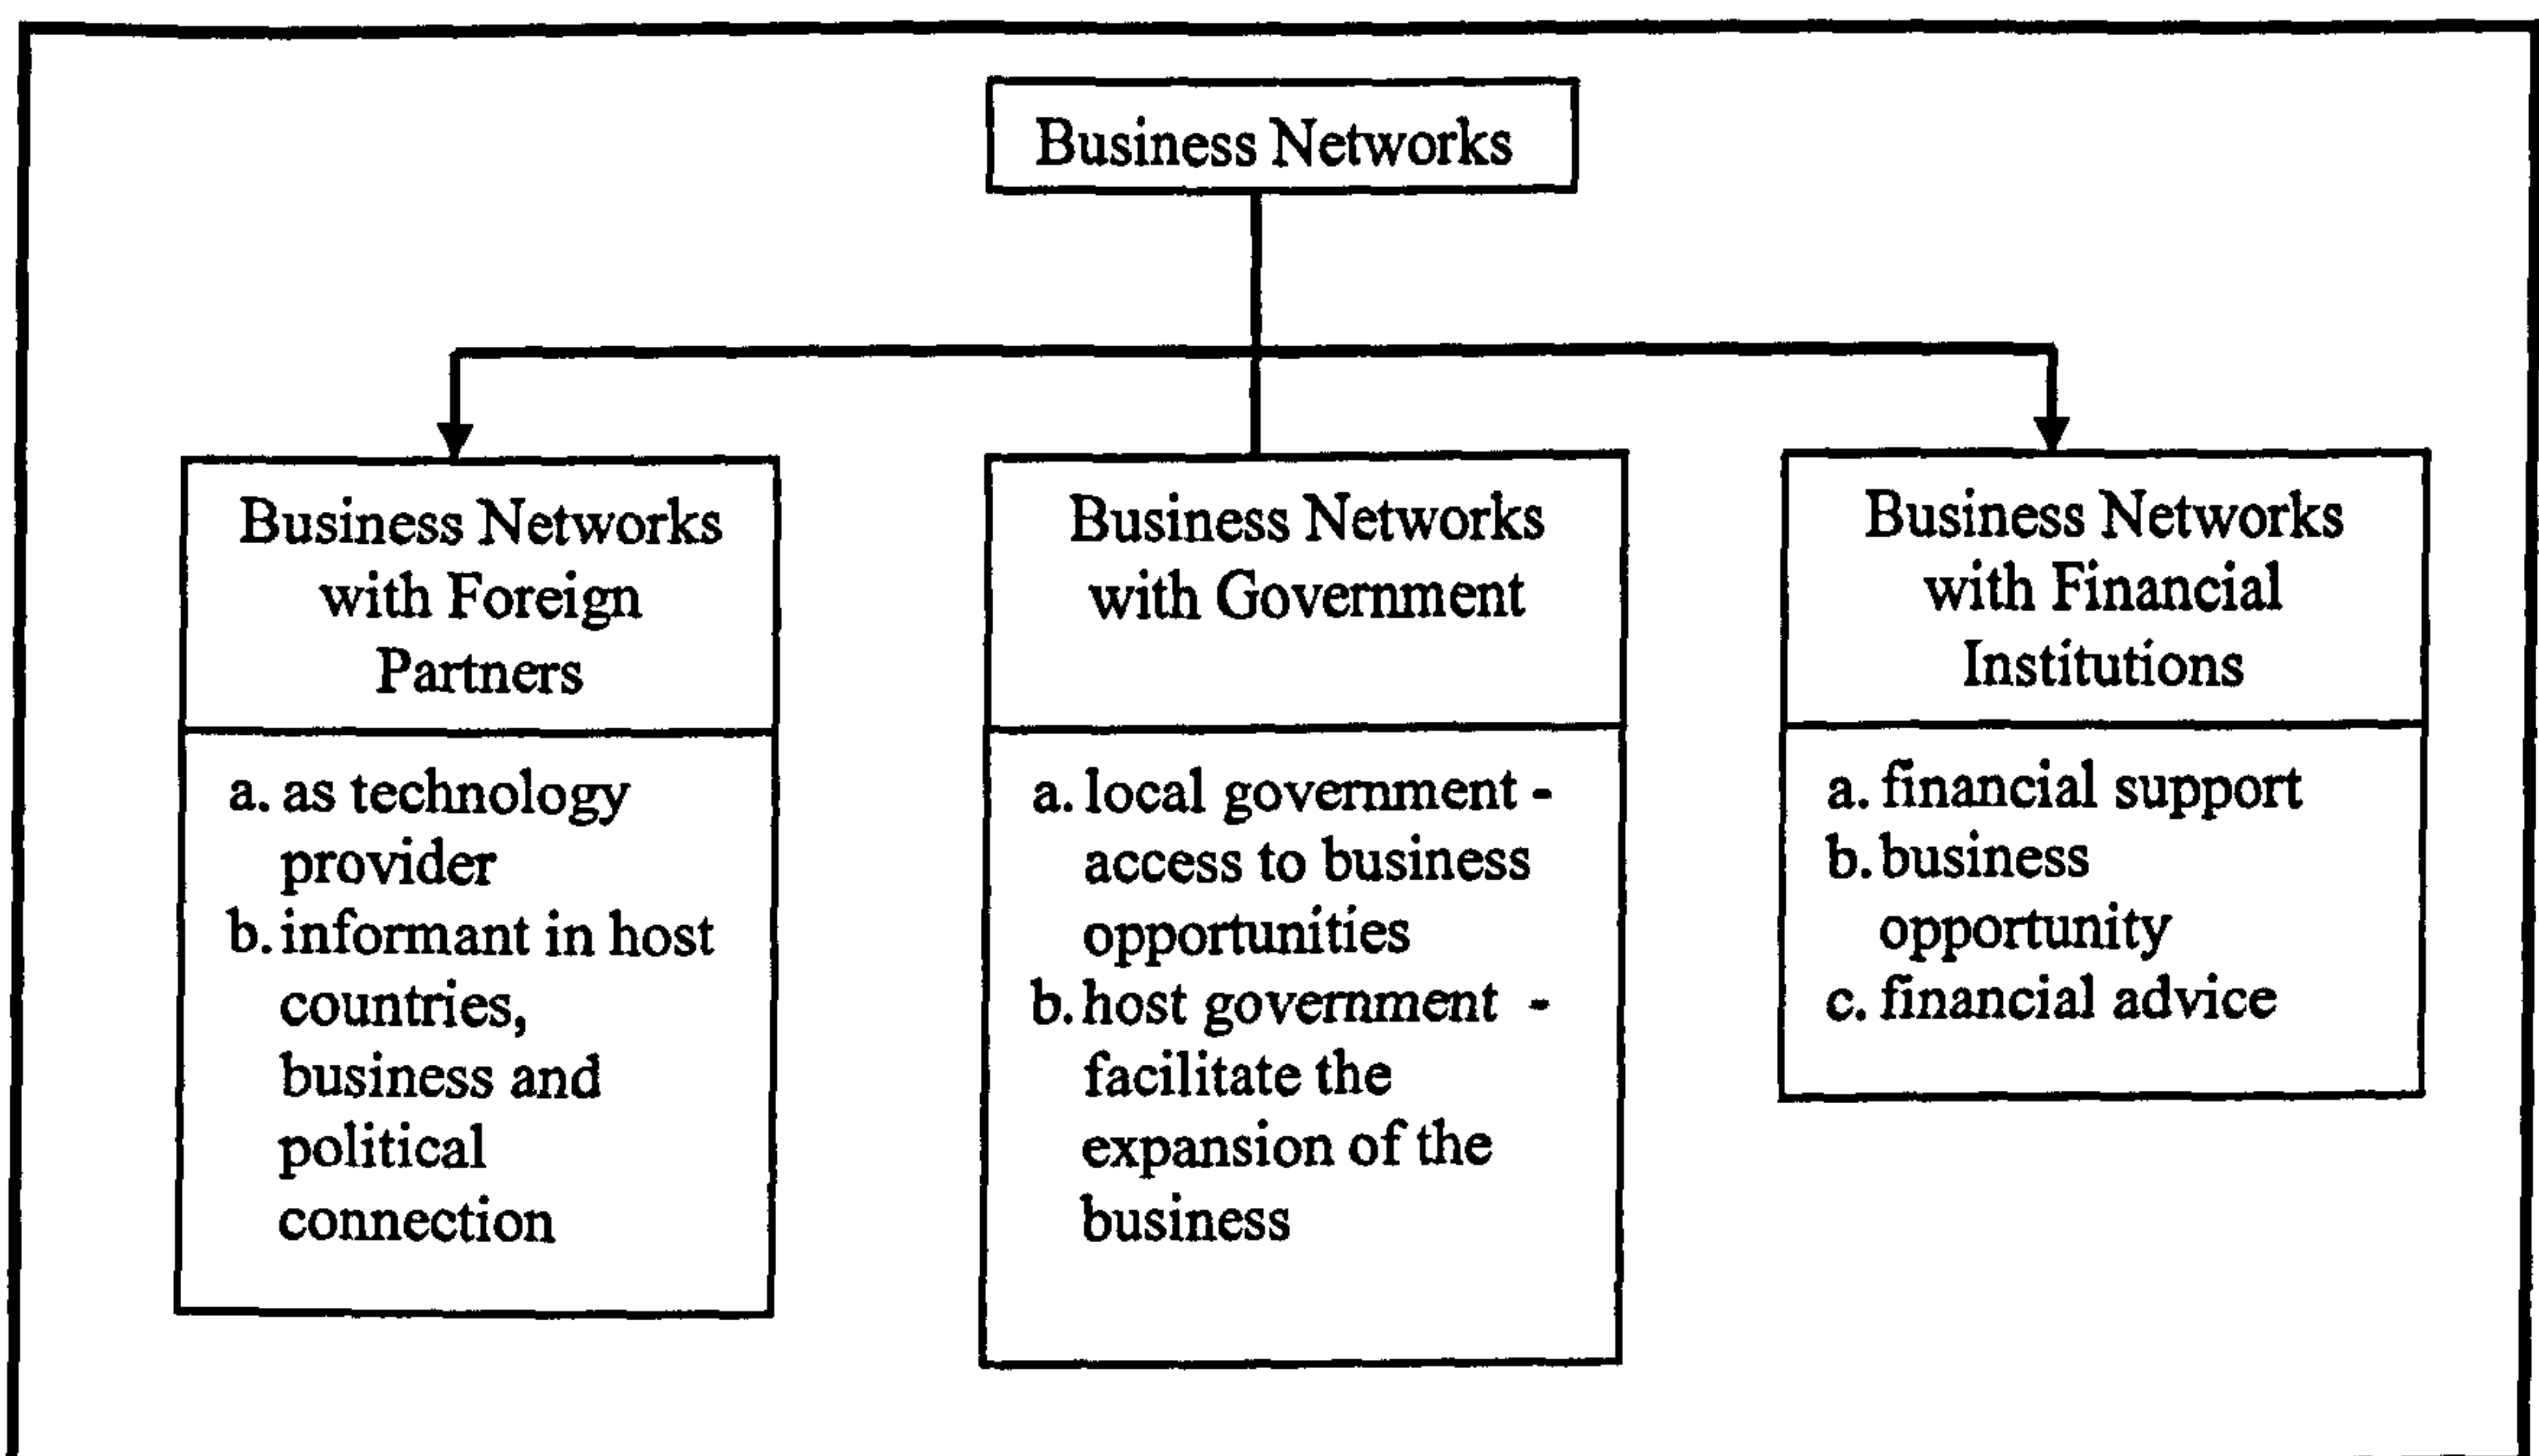 Business Networks
Business Networks
with Foreign
Partners
a. as technology
provider
b. informant in host
countries,
business and
political
connection
Business Networks
with Government
a. local government -
access to business
opportunities
b. host government -
facilitate the
expansion of the
business
Business Networks
with Financial
Institutions
a. financial support
b. business
opportunity
c. financial advice